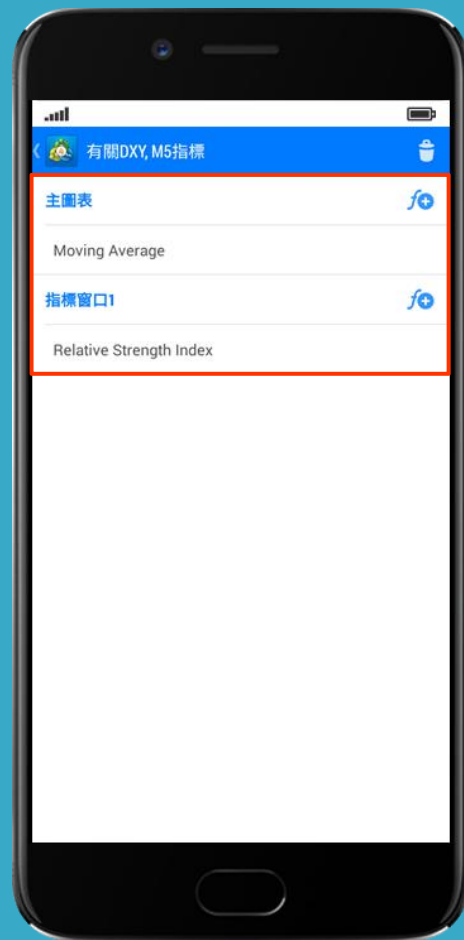 有關DXY, M5指標
主圖表
Moving Average
指標窗口1
Relative Strength Index